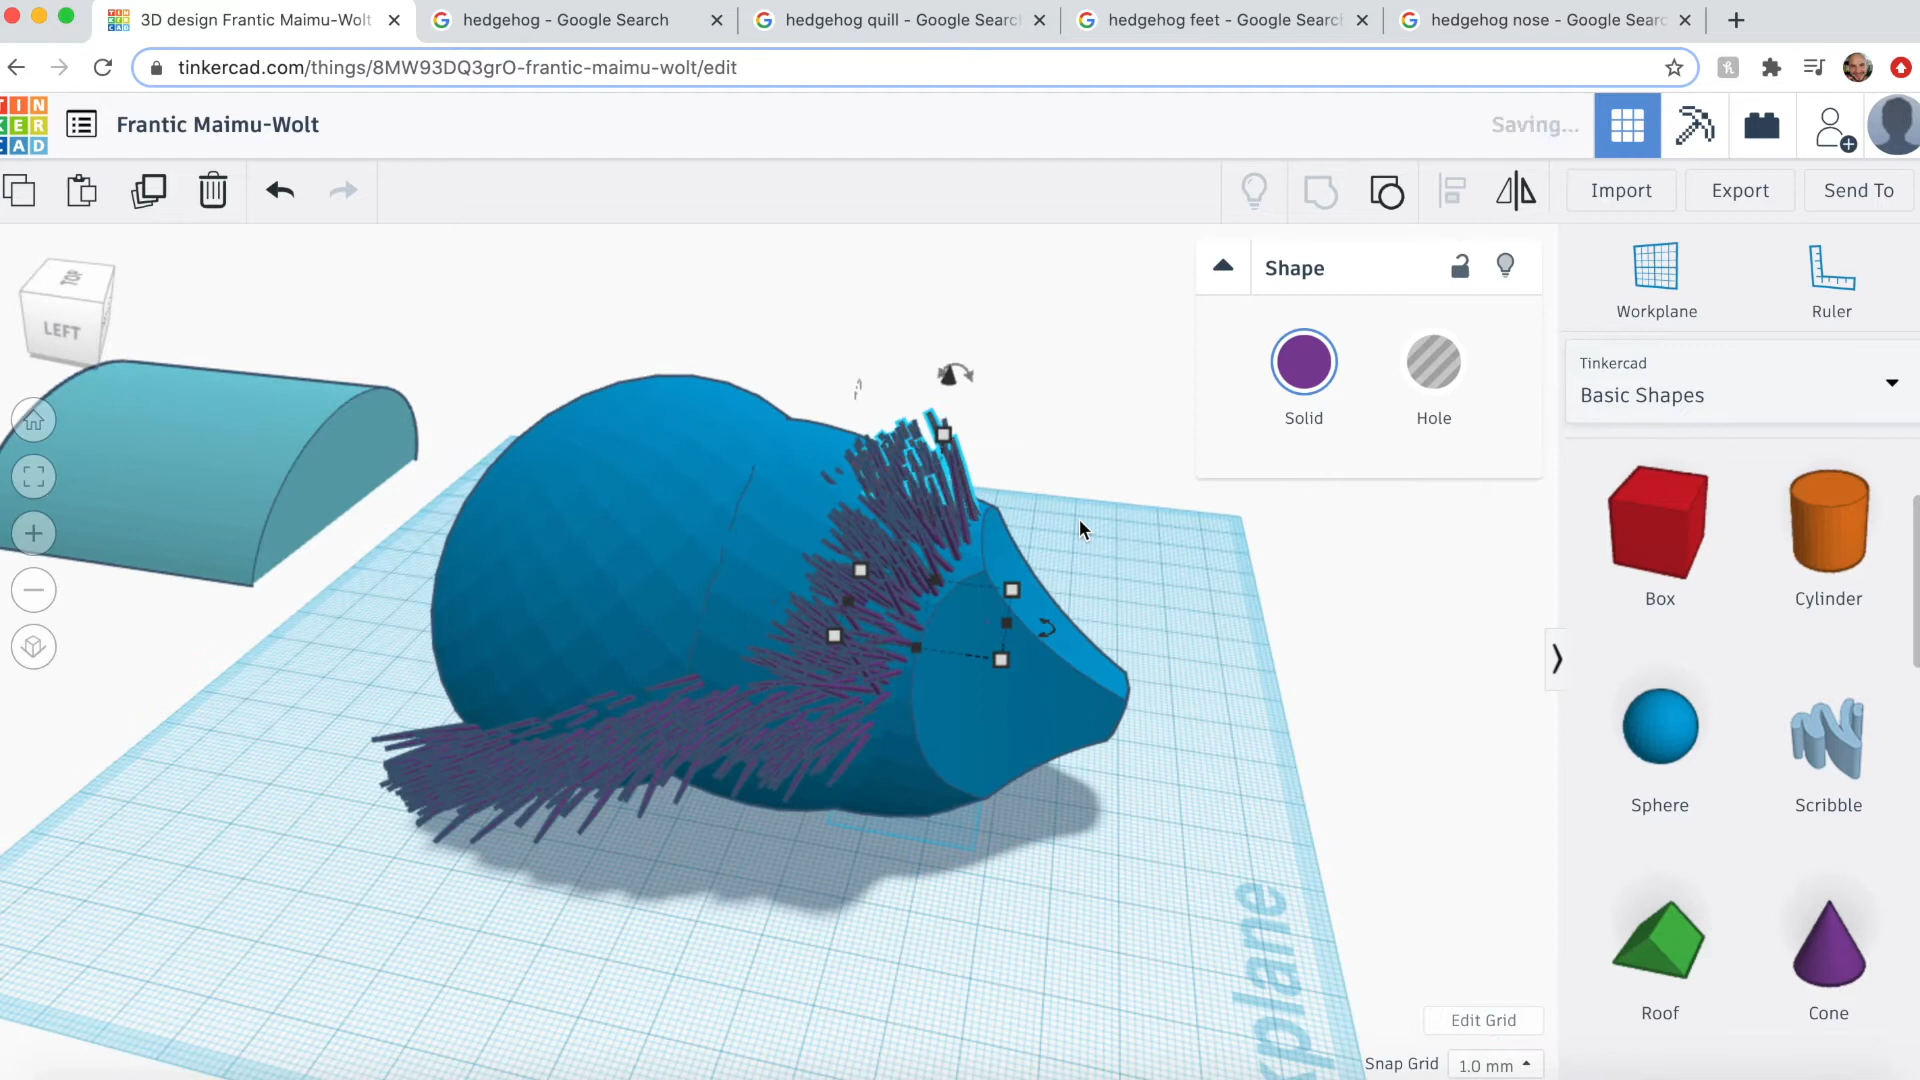 3D design Frantic Maimu-Wolt
hedgehog - Google Search
hedgehog quill - Google Searc
hedgehog feet - Google Searc
hedgehog nose - Google Searc
tinkercad.com/things/8MW93DQ3grO-frantic-maimu-wolt/edit
TIN
KER
CAD
Frantic Maimu-Wolt
Saving...
Import
Export
Send To
TOP
LEFT
Shape
Solid
Hole
Workplane
Ruler
Tinkercad
Basic Shapes
Box
Cylinder
Sphere
Scribble
Roof
Cone
kplane
Edit Grid
Snap Grid
1.0 mm